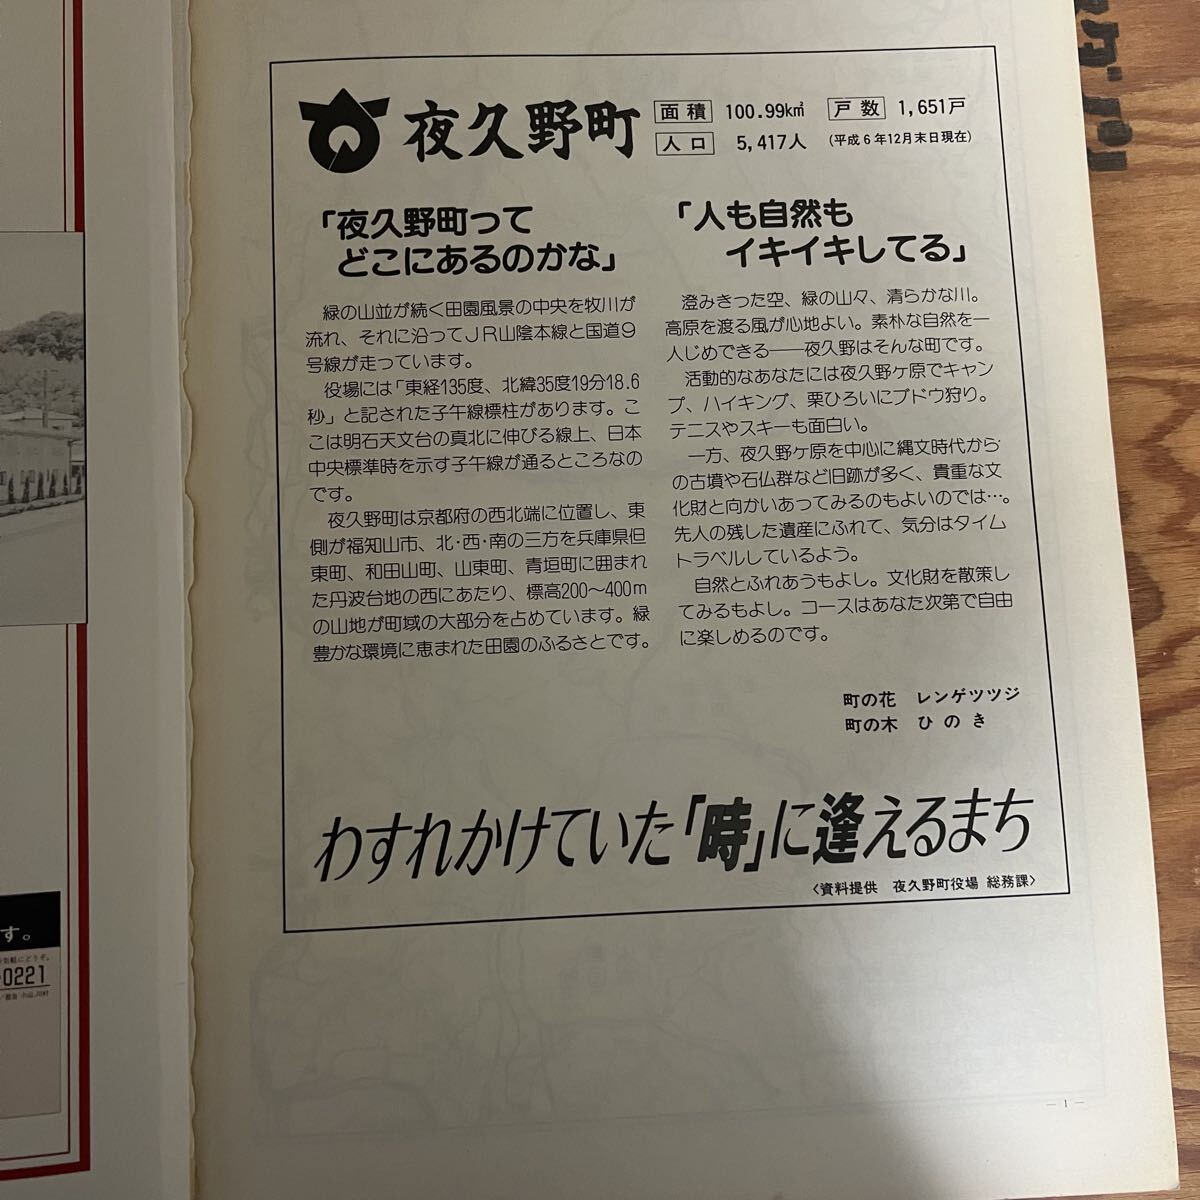 夜久野町
面積 100.99㎢ 戸数 1,651戸
人口 5,417人 (平成6年12月末日現在)
「夜久野町って
どこにあるのかな」
緑の山並が続く田園風景の中央を牧川が
流れ、それに沿ってJR山陰本線と国道9
号線が走っています。
役場には「東経135度、北緯35度19分18.6
秒」と記された子午線標柱があります。こ
こは明石天文台の真北に伸びる線上、日本
中央標準時を示す子午線が通るところなの
です。
夜久野町は京都府の西北端に位置し、東
側が福知山市、北・西・南の三方を兵庫県但
東町、和田山町、山東町、青垣町に囲まれ
た丹波台地の西にあたり、標高200〜400m
の山地が町域の大部分を占めています。緑
豊かな環境に恵まれた田園のふるさとです。
「人も自然も
イキイキしてる」
澄みきった空、緑の山々、清らかな川。
高原を渡る風が心地よい。素朴な自然を一
人じめできる――夜久野はそんな町です。
活動的なあなたには夜久野ヶ原でキャン
プ、ハイキング、栗ひろいにブドウ狩り。
テニスやスキーも面白い。
一方、夜久野ヶ原を中心に縄文時代から
の古墳や石仏群など旧跡が多く、貴重な文
化財と向かいあってみるのもよいのでは…。
先人の残した遺産にふれて、気分はタイム
トラベルしているよう。
自然とふれあうもよし。文化財を散策し
てみるもよし。コースはあなた次第で自由
に楽しめるのです。
町の花 レンゲツツジ
町の木 ひのき
わすれかけていた「時」に逢えるまち
〈資料提供 夜久野町役場 総務課〉
す。
0221
— 1 —